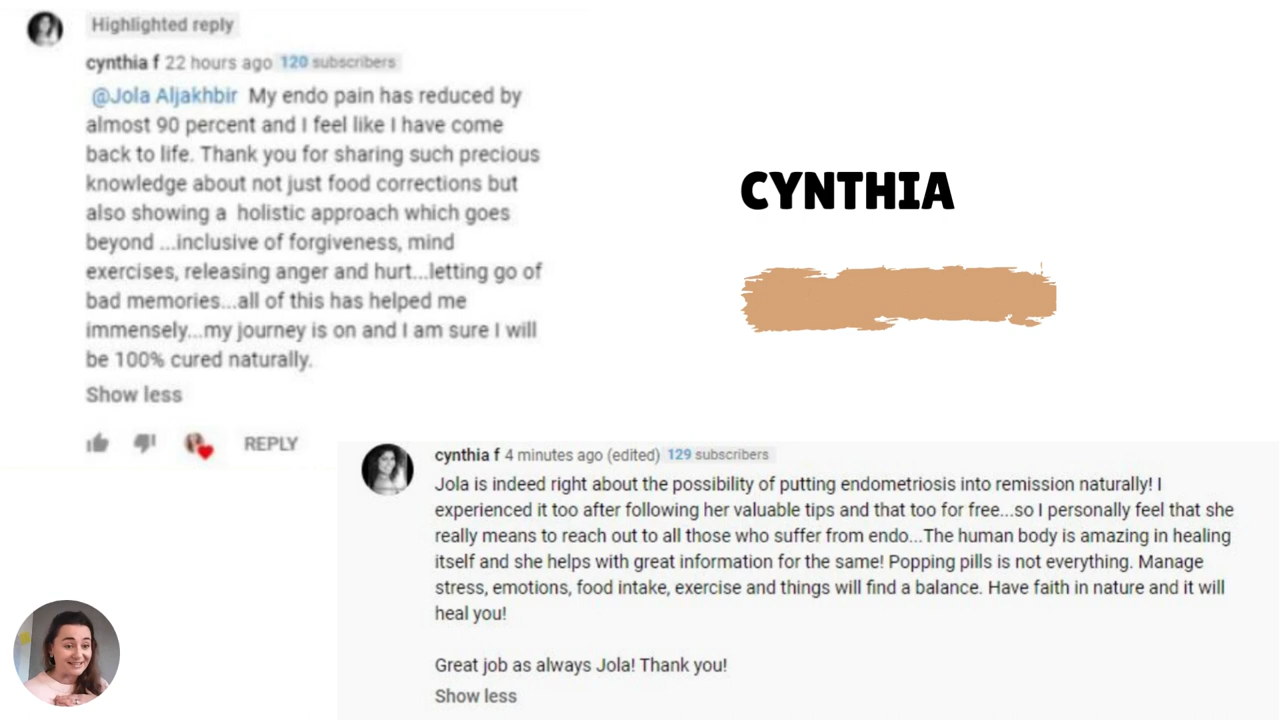 Highlighted reply
cynthia f 22 hours ago 120 subscribers
@Jola Aljakhbir My endo pain has reduced by
almost 90 percent and I feel like I have come
back to life. Thank you for sharing such precious
knowledge about not just food corrections but
also showing a holistic approach which goes
beyond ...inclusive of forgiveness, mind
exercises, releasing anger and hurt...letting go of
bad memories...all of this has helped me
immensely...my journey is on and I am sure I will
be 100% cured naturally.
Show less
REPLY
CYNTHIA
cynthia f 4 minutes ago (edited) 129 subscribers
Jola is indeed right about the possibility of putting endometriosis into remission naturally! I
experienced it too after following her valuable tips and that too for free...so I personally feel that she
really means to reach out to all those who suffer from endo...The human body is amazing in healing
itself and she helps with great information for the same! Popping pills is not everything. Manage
stress, emotions, food intake, exercise and things will find a balance. Have faith in nature and it will
heal you!
Great job as always Jola! Thank you!
Show less